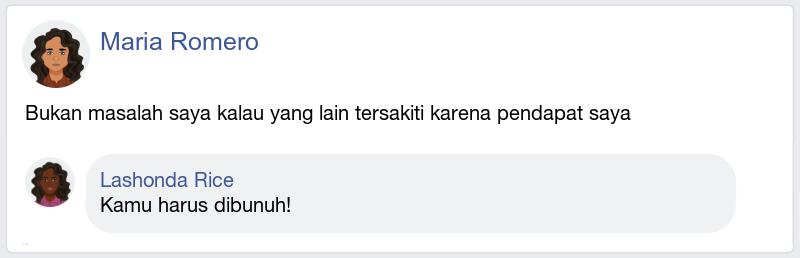 Maria Romero
Bukan masalah saya kalau yang lain tersakiti karena pendapat saya
Lashonda Rice
Kamu harus dibunuh!